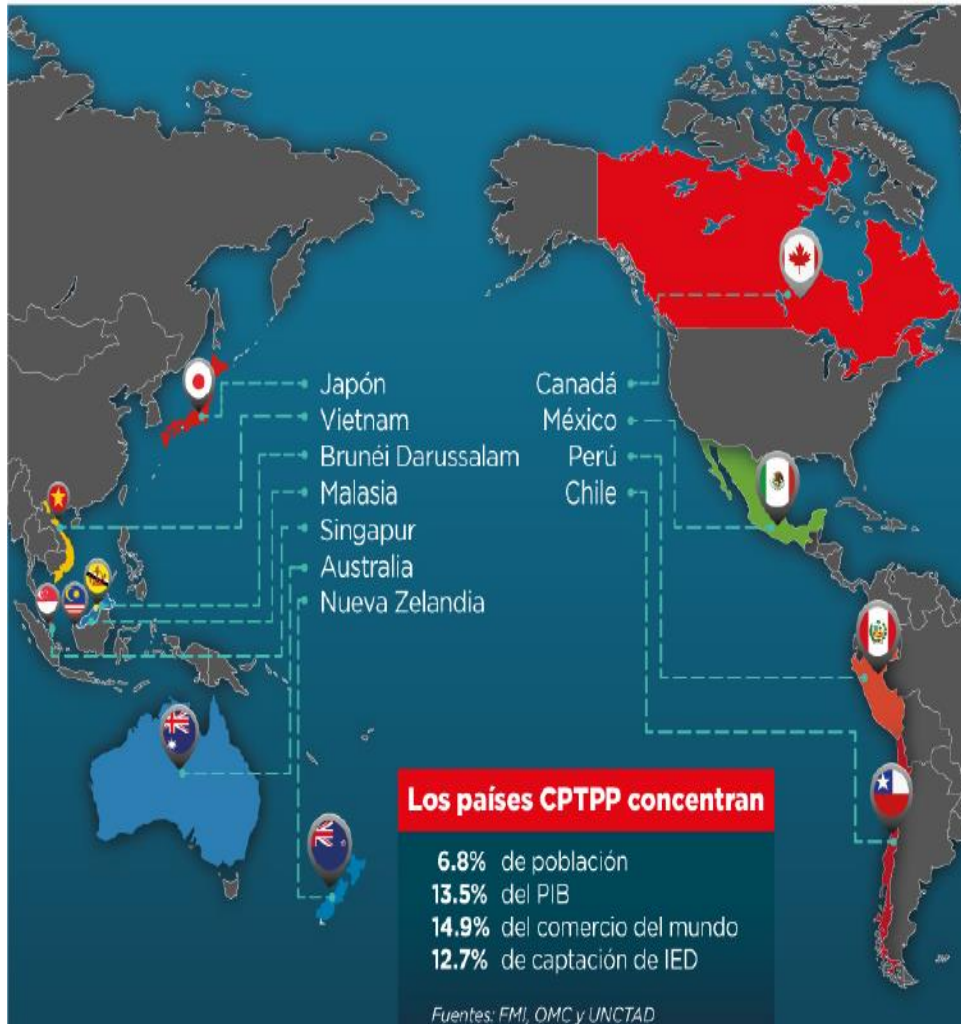 Japón
Vietnam
Brunéi Darussalam
Malasia
Singapur
Australia
Nueva Zelandia
Canadá
México
Perú
Chile
Los países CPTPP concentran
6.8% de población
13.5% del PIB
14.9% del comercio del mundo
12.7% de captación de IED
Fuentes: FMI, OMC y UNCTAD